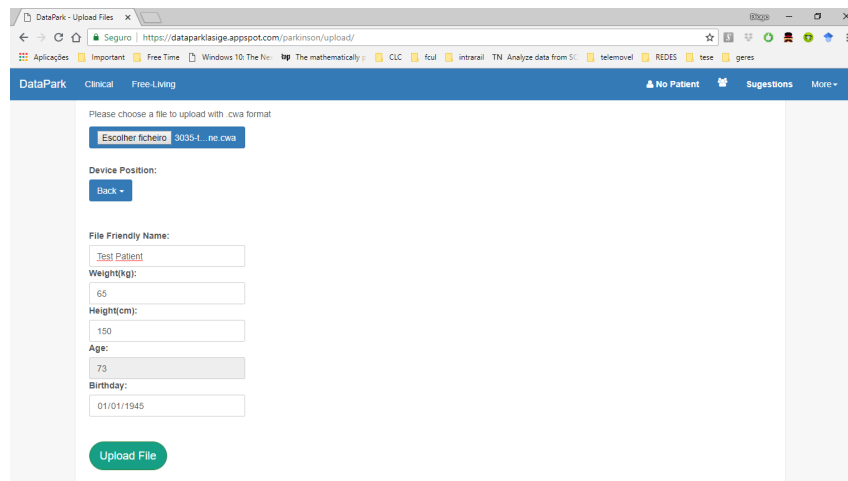 DataPark - Upload Files
Diogo
Seguro | https://dataparklasige.appspot.com/parkinson/upload/
Aplicações Important Free Time Windows 10: The Ne top The mathematically p CLC fcul intrarail TN Analyze data from SC telemovel REDES tese geres
DataPark Clinical Free-Living No Patient Sugestions More
Please choose a file to upload with .cwa format
Escolher ficheiro 3035-t…ne.cwa
Device Position:
Back
File Friendly Name:
Test Patient
Weight(kg):
65
Height(cm):
150
Age:
73
Birthday:
01/01/1945
Upload File